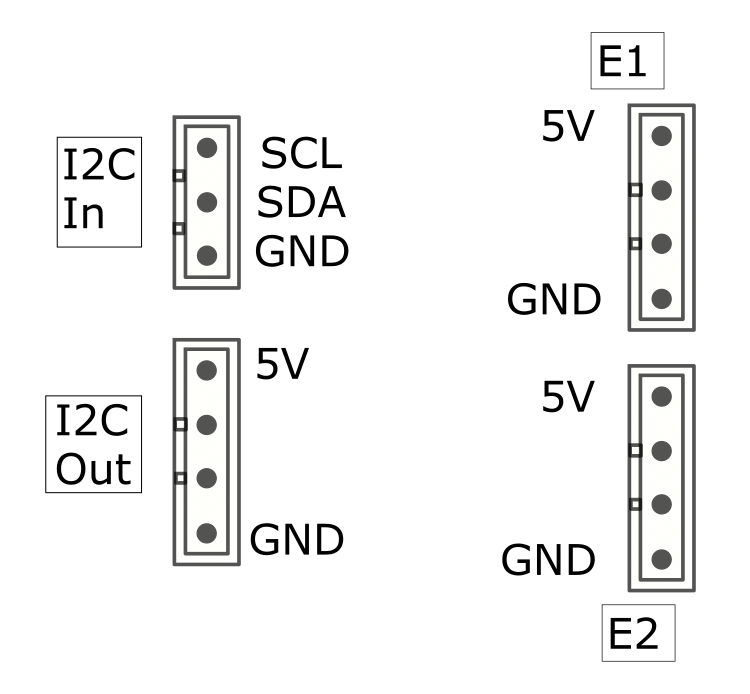 I2C
In
SCL
SDA
GND
I2C
Out
5V
GND
E1
5V
GND
5V
GND
E2